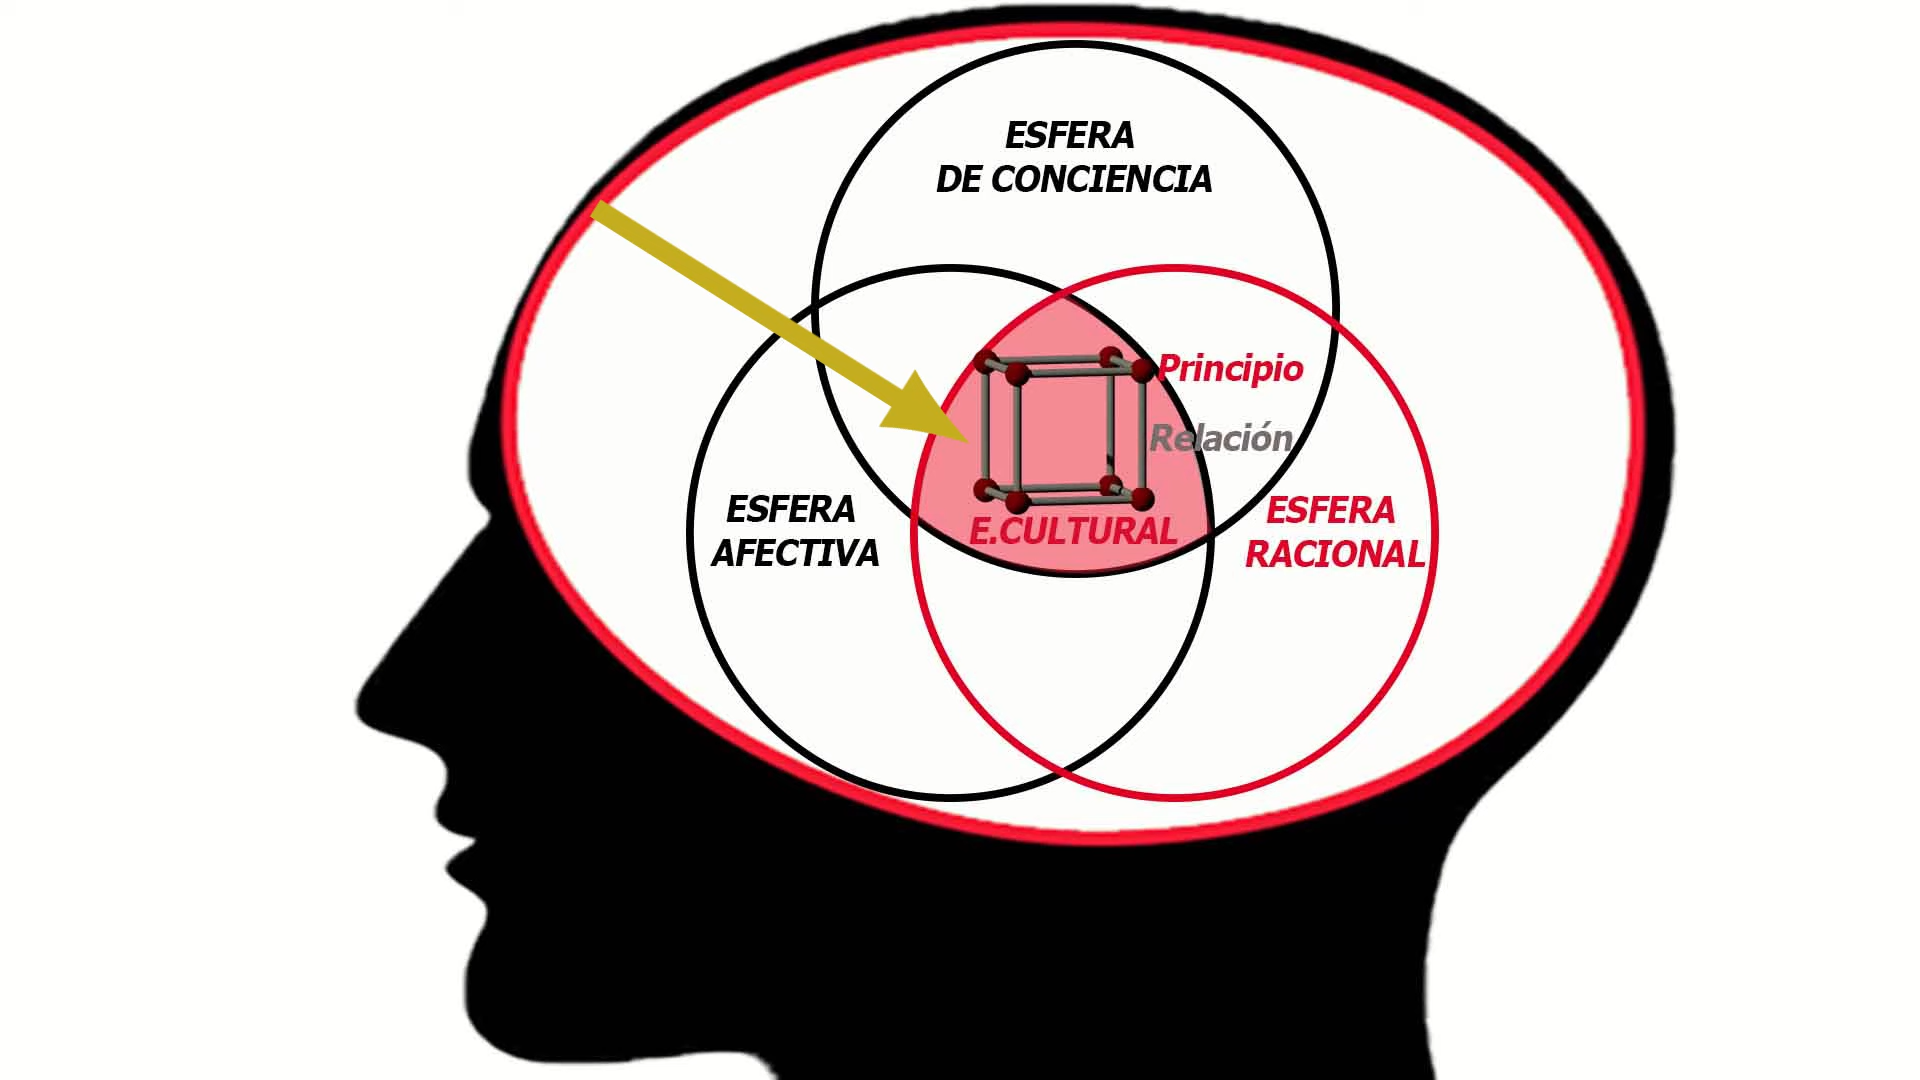 ESFERA
DE CONCIENCIA
Principio
Relación
ESFERA
AFECTIVA
E.CULTURAL
ESFERA
RACIONAL